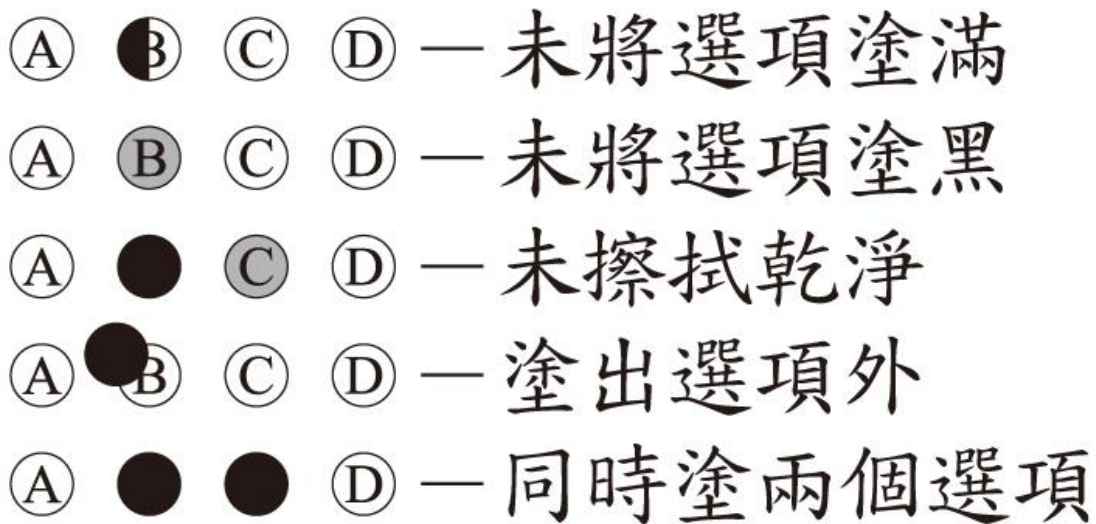 A B C D — 未將選項塗滿
A B C D — 未將選項塗黑
A C D — 未擦拭乾淨
A B C D — 塗出選項外
A D — 同時塗兩個選項